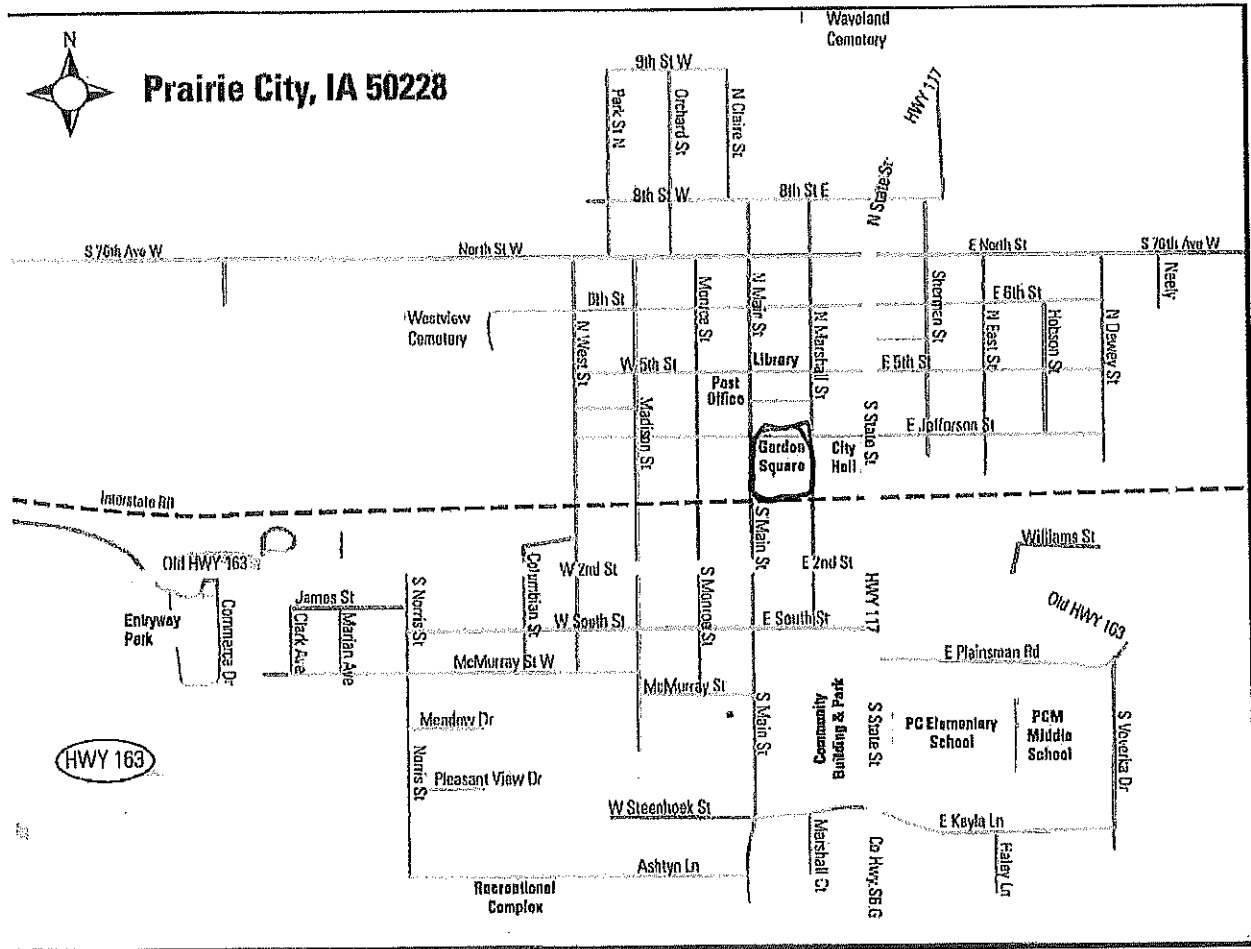 Waveland
Cemetery
N
Prairie City, IA 50228
9th St W
Park St N
Orchard St
N Claire St
HWY 117
8th St W
8th St E
N State St
S 76th Ave W
North St W
E North St
S 76th Ave W
Neely
6th St
Monroe St
N Main St
Sherman St
E 6th St
Westview
Cemetery
N West St
N Marshall St
N East St
Hobson St
N Dewey St
W 5th St
Library
E 5th St
Post
Office
Madison St
S State St
E Jefferson St
Garden
Square
City
Hall
Interstate RR
S Main St
Williams St
Old HWY 163
Columbian St
W 2nd St
E 2nd St
S Norris St
S Monroe St
HWY 117
James St
Entryway
Park
Commerce Dr
Clark Ave
Marjan Ave
W South St
E South St
Old HWY 163
McMurray St W
E Plainsman Rd
McMurray St
S Main St
Community
Building & Park
S State St
PC Elementary
School
PCM
Middle
School
S Voverka Dr
Meadow Dr
HWY 163
Norris St
Pleasant View Dr
W Steenhoek St
E Kayla Ln
Marshall Ct
Co Hwy S6G
Haley Ln
Ashtyn Ln
Recreational
Complex